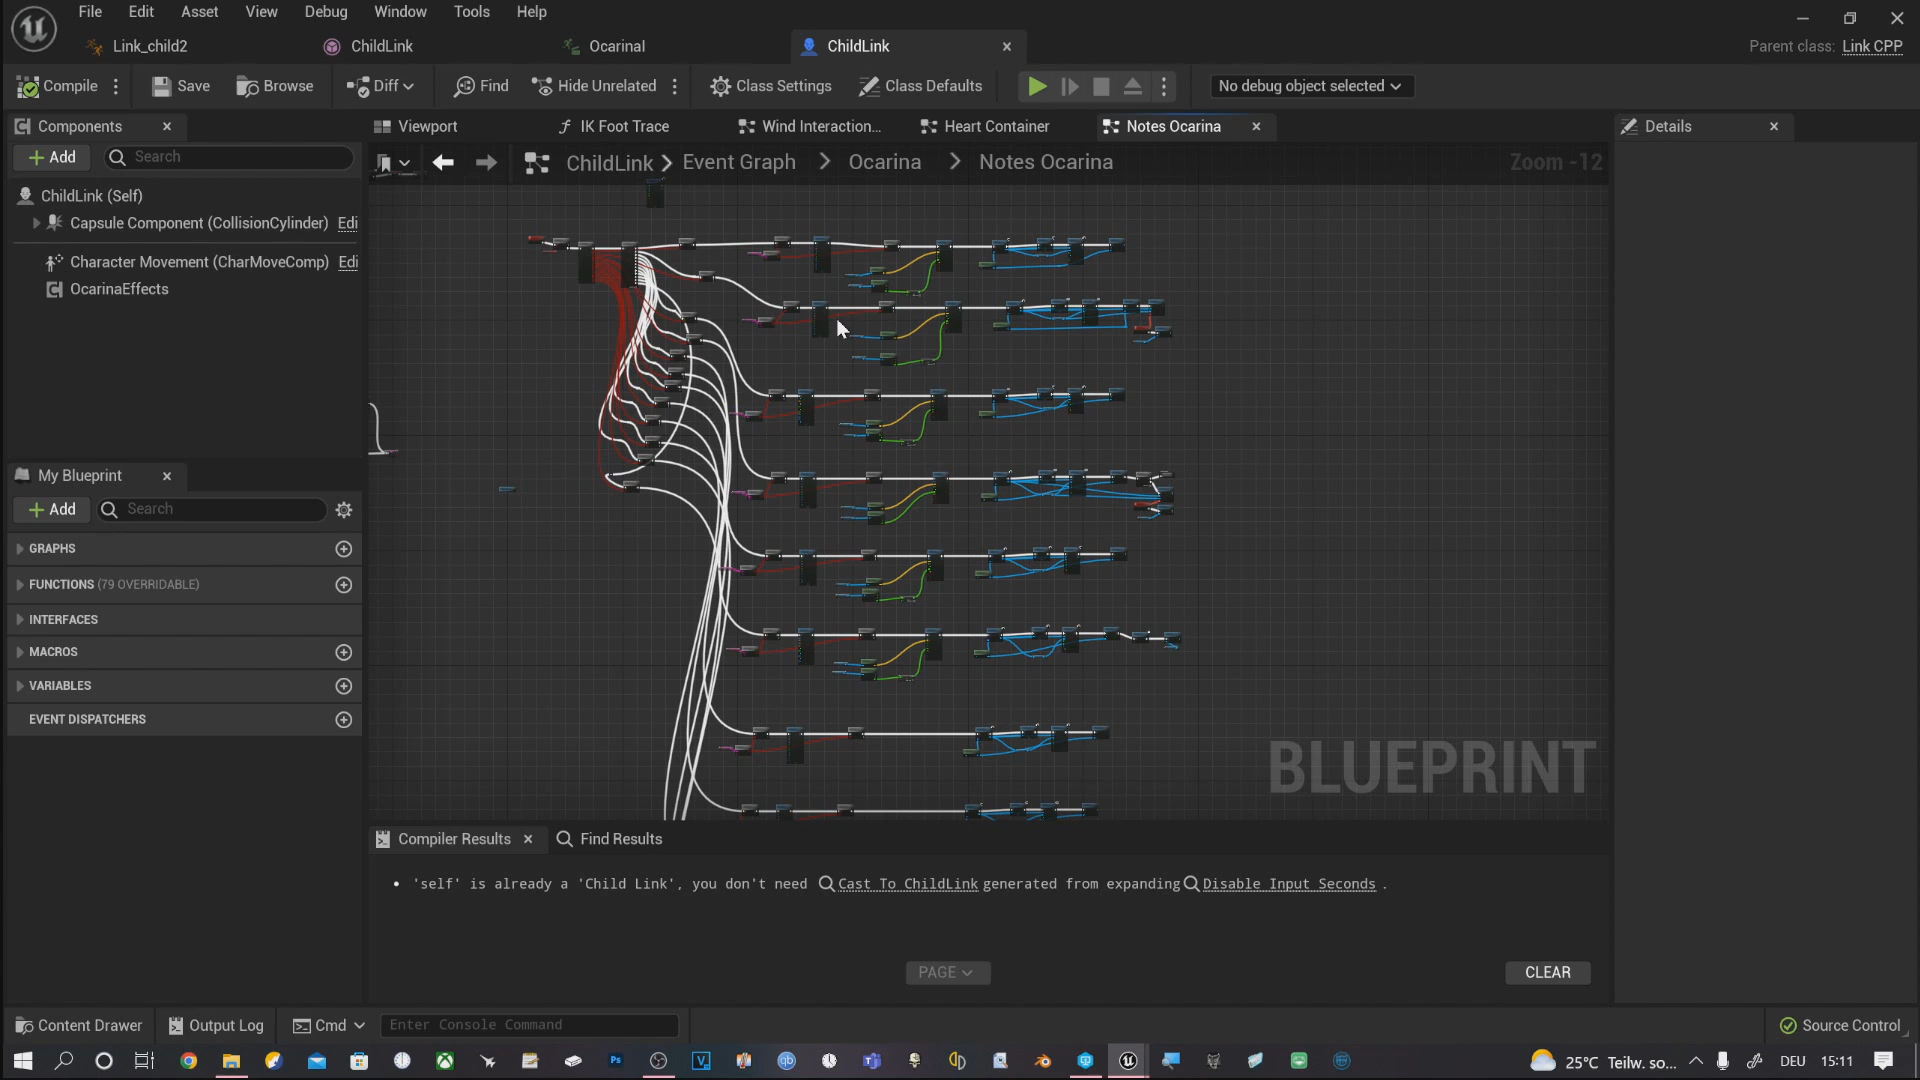 File Edit Asset View Debug Window Tools Help
Link_child2 ChildLink Ocarinal ChildLink Parent class: Link CPP
Compile Save Browse Diff Find Hide Unrelated Class Settings Class Defaults No debug object selected
Components Viewport IK Foot Trace Wind Interaction... Heart Container Notes Ocarina Details
+ Add Search ChildLink > Event Graph > Ocarina > Notes Ocarina Zoom -12
ChildLink (Self)
Capsule Component (CollisionCylinder) Edi
Character Movement (CharMoveComp) Edi
OcarinaEffects
My Blueprint
+ Add Search
GRAPHS
FUNCTIONS (79 OVERRIDABLE)
INTERFACES
MACROS
VARIABLES
EVENT DISPATCHERS
BLUEPRINT
Compiler Results Find Results
• 'self' is already a 'Child Link', you don't need Cast To ChildLink generated from expanding Disable Input Seconds .
PAGE CLEAR
Content Drawer Output Log Cmd Enter Console Command Source Control
25°C Teilw. so... DEU 15:11